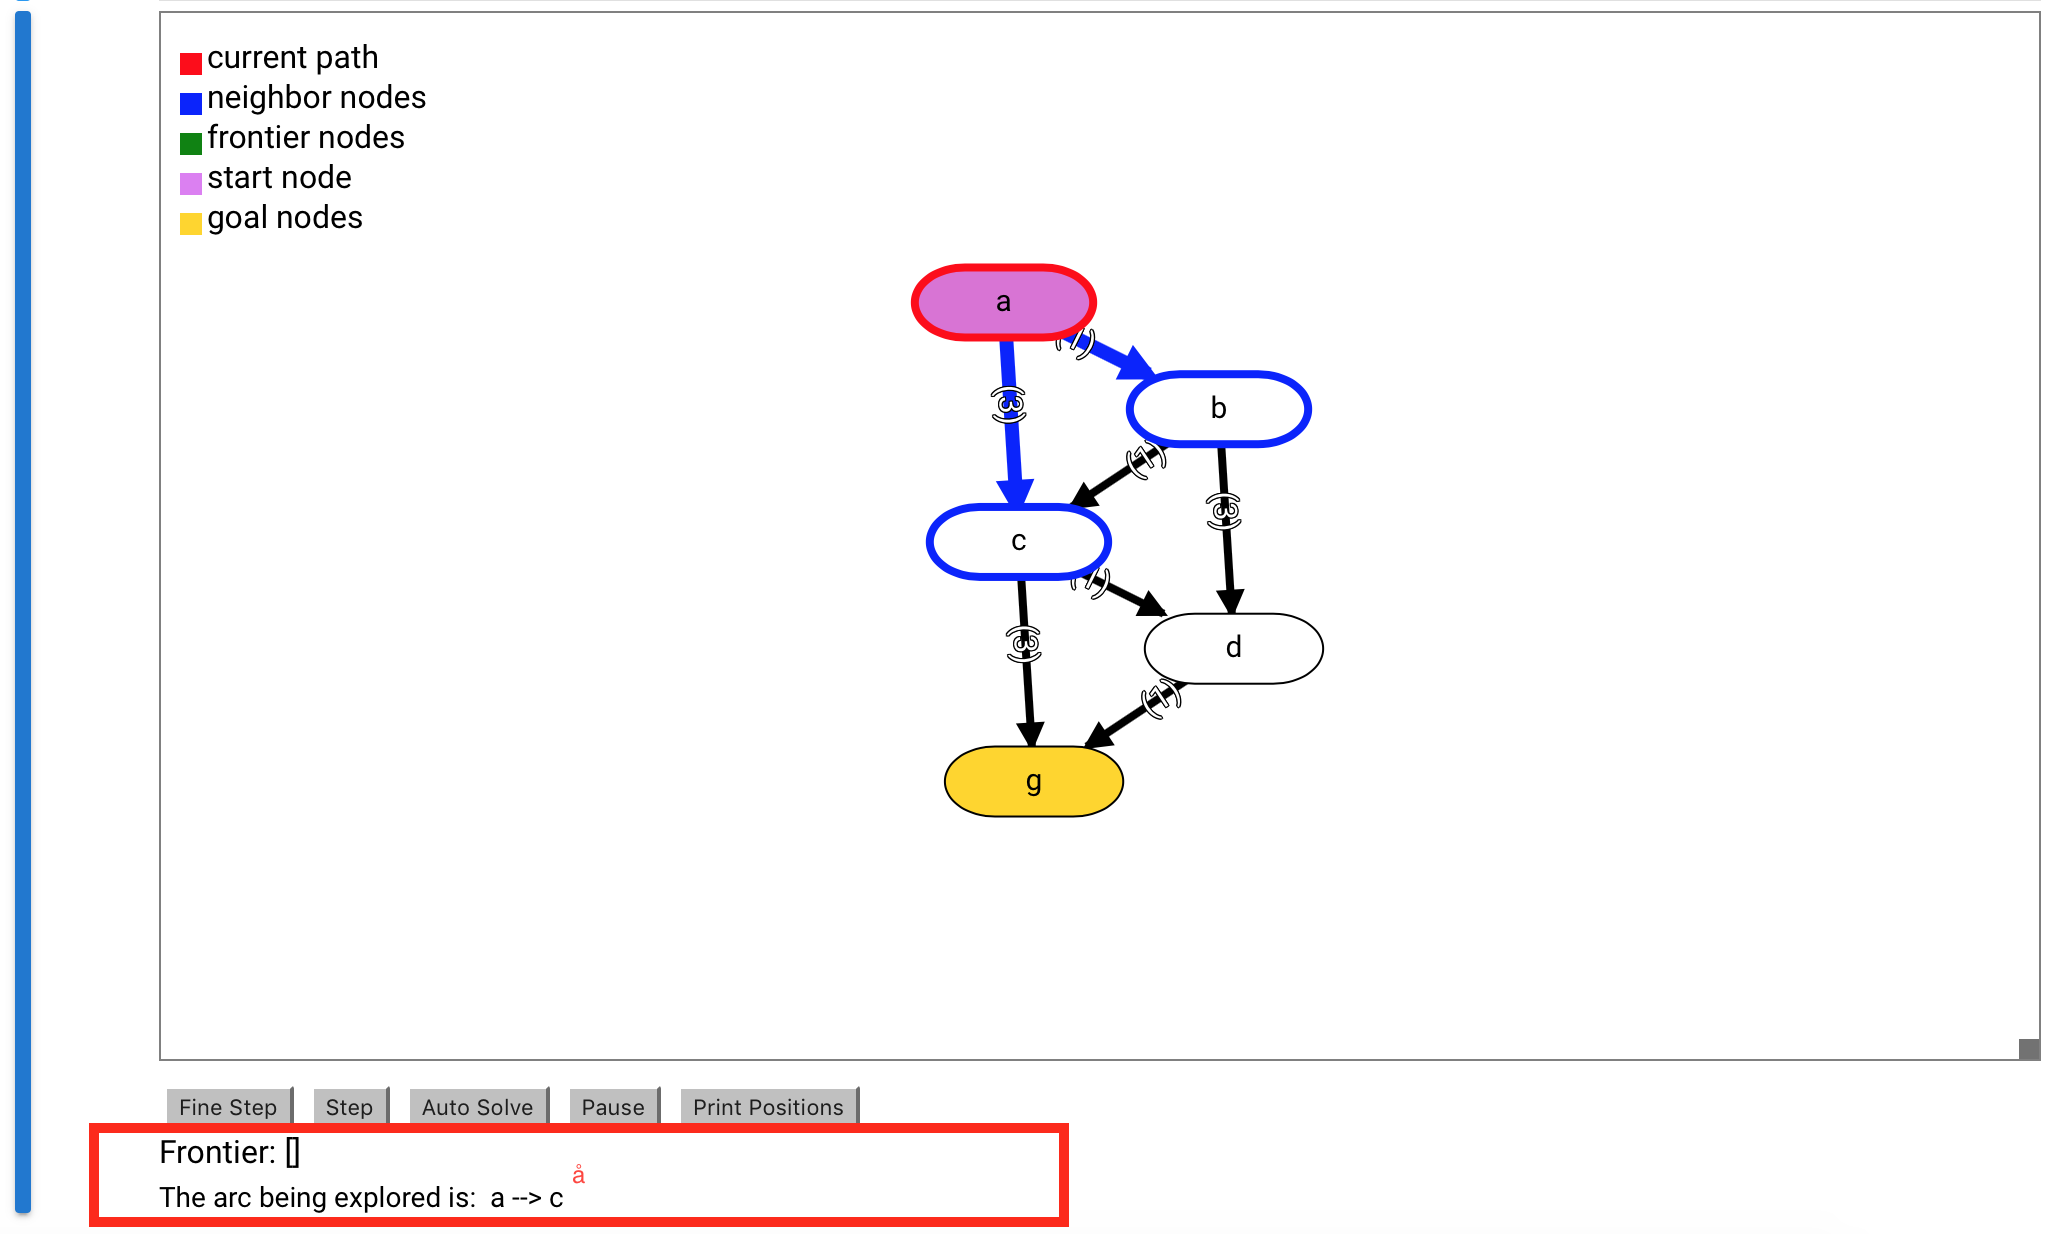 current path
neighbor nodes
frontier nodes
start node
goal nodes
a
(1)
(3)
b
(1)
(3)
c
(1)
(3)
d
(1)
g
Fine Step Step Auto Solve Pause Print Positions
Frontier: []
å
The arc being explored is: a --> c